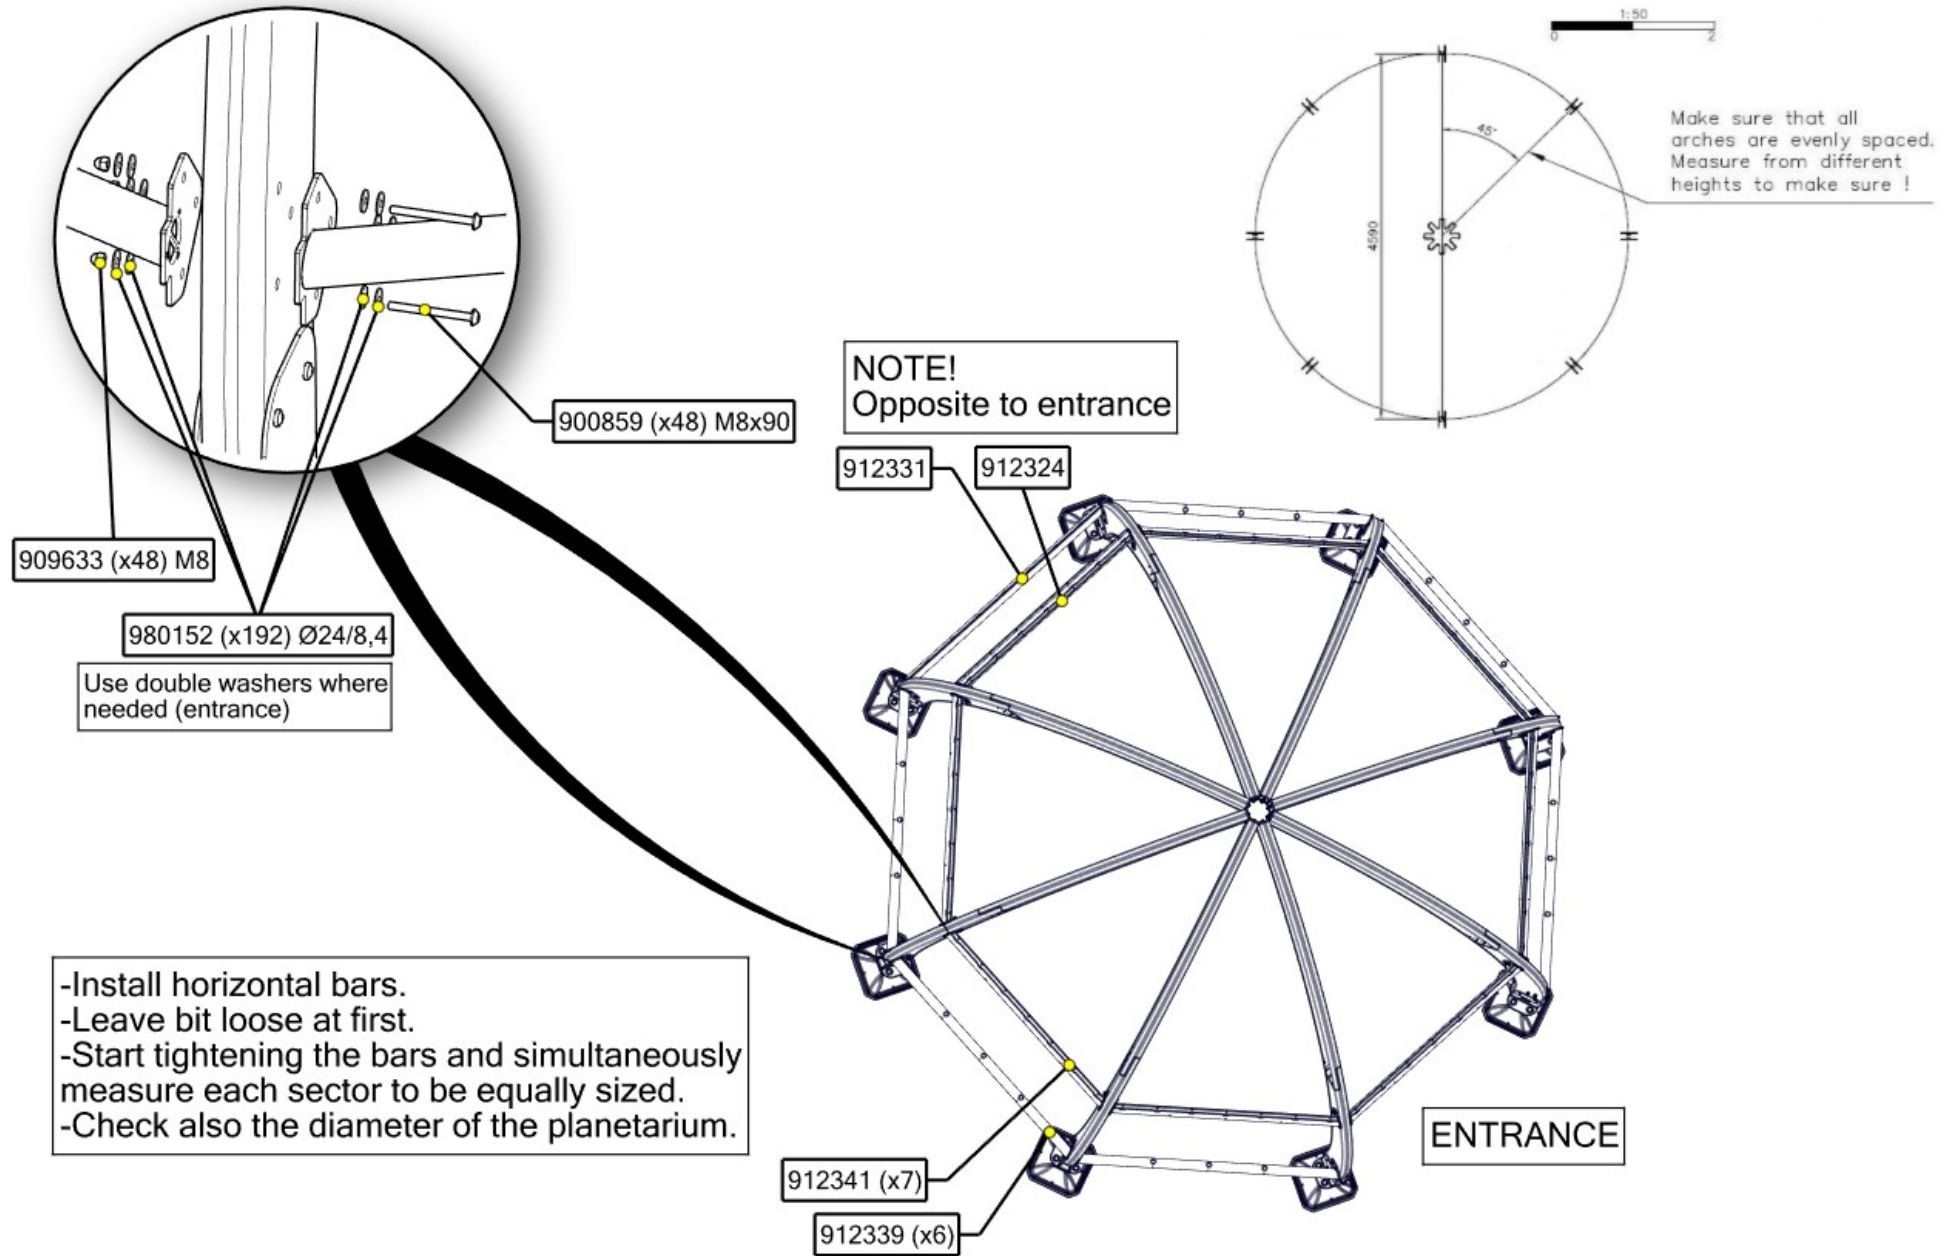 1:50
0
2
45°
4590
Make sure that all
arches are evenly spaced.
Measure from different
heights to make sure !
NOTE!
Opposite to entrance
900859 (x48) M8x90
912331
912324
909633 (x48) M8
980152 (x192) Ø24/8,4
Use double washers where
needed (entrance)
-Install horizontal bars.
-Leave bit loose at first.
-Start tightening the bars and simultaneously
measure each sector to be equally sized.
-Check also the diameter of the planetarium.
ENTRANCE
912341 (x7)
912339 (x6)